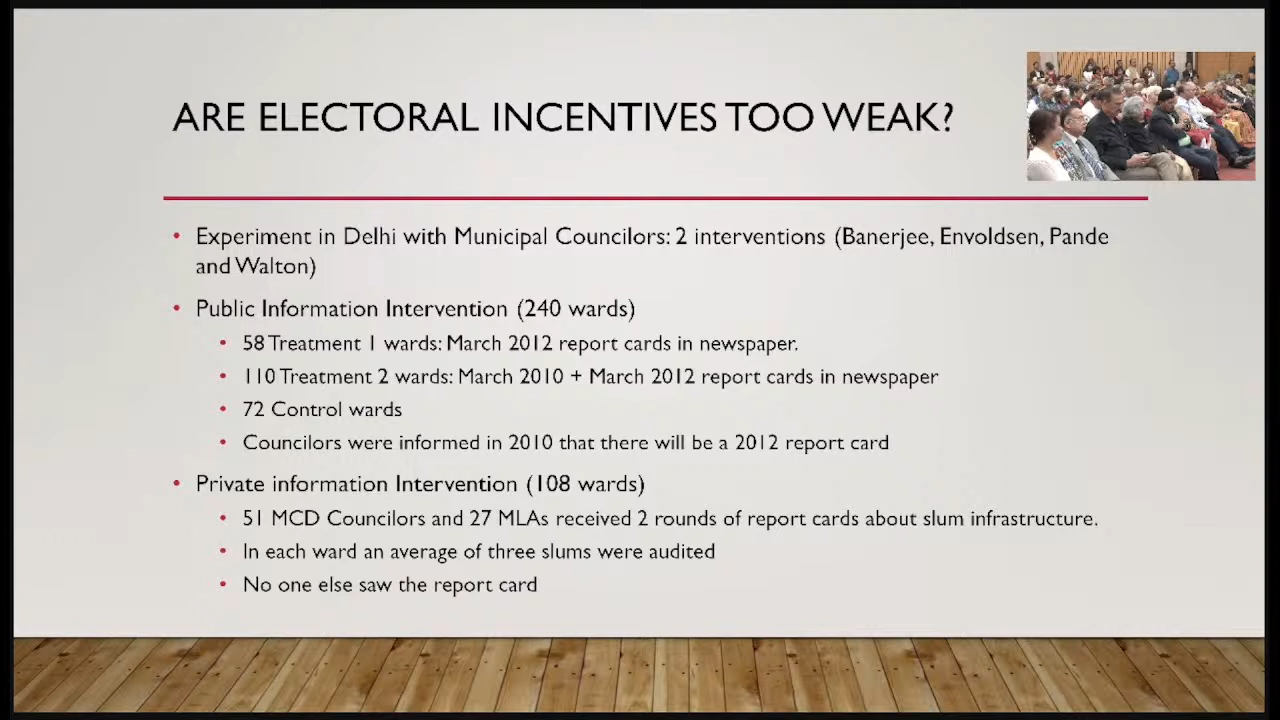 ARE ELECTORAL INCENTIVES TOO WEAK?
• Experiment in Delhi with Municipal Councilors: 2 interventions (Banerjee, Envoldsen, Pande
and Walton)
• Public Information Intervention (240 wards)
• 58 Treatment 1 wards: March 2012 report cards in newspaper.
• 110 Treatment 2 wards: March 2010 + March 2012 report cards in newspaper
• 72 Control wards
• Councilors were informed in 2010 that there will be a 2012 report card
• Private information Intervention (108 wards)
• 51 MCD Councilors and 27 MLAs received 2 rounds of report cards about slum infrastructure.
• In each ward an average of three slums were audited
• No one else saw the report card